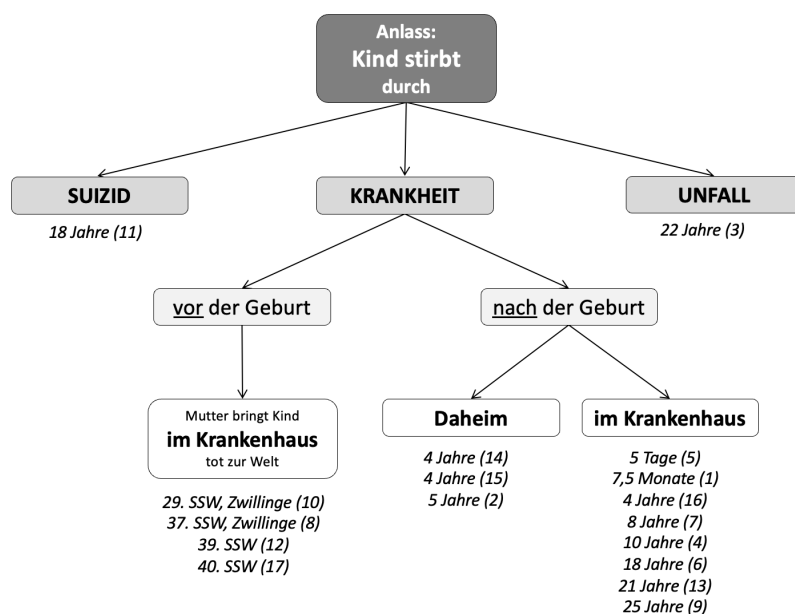 Anlass:
Kind stirbt
durch
SUIZID
18 Jahre (11)
KRANKHEIT
UNFALL
22 Jahre (3)
vor der Geburt
nach der Geburt
Mutter bringt Kind
im Krankenhaus
tot zur Welt
29. SSW, Zwillinge (10)
37. SSW, Zwillinge (8)
39. SSW (12)
40. SSW (17)
Daheim
4 Jahre (14)
4 Jahre (15)
5 Jahre (2)
im Krankenhaus
5 Tage (5)
7,5 Monate (1)
4 Jahre (16)
8 Jahre (7)
10 Jahre (4)
18 Jahre (6)
21 Jahre (13)
25 Jahre (9)